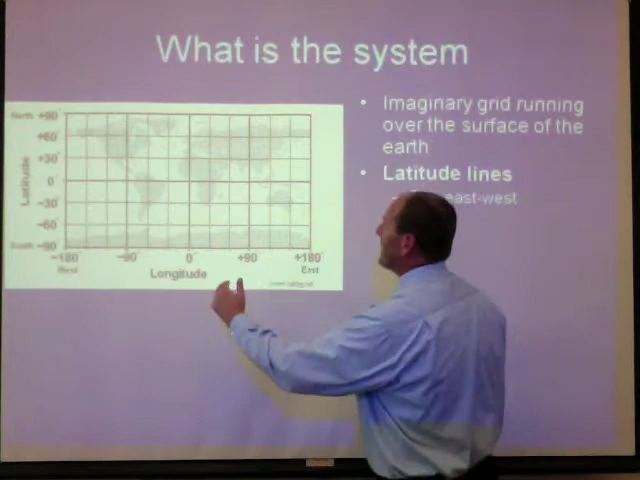 What is the system
• Imaginary grid running
over the surface of the
earth
• Latitude lines
east-west
North +90°
+60°
+30°
0°
−30°
−60°
South −90°
Latitude
−180° −90° 0° +90° +180°
West East
Longitude